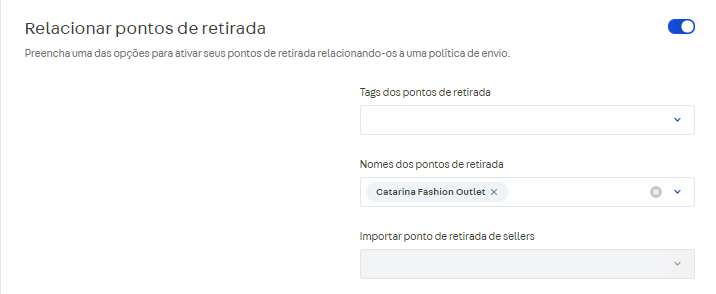 Relacionar pontos de retirada
Preencha uma das opções para ativar seus pontos de retirada relacionando-os a uma política de envio.
Tags dos pontos de retirada
Nomes dos pontos de retirada
Catarina Fashion Outlet
Importar ponto de retirada de sellers